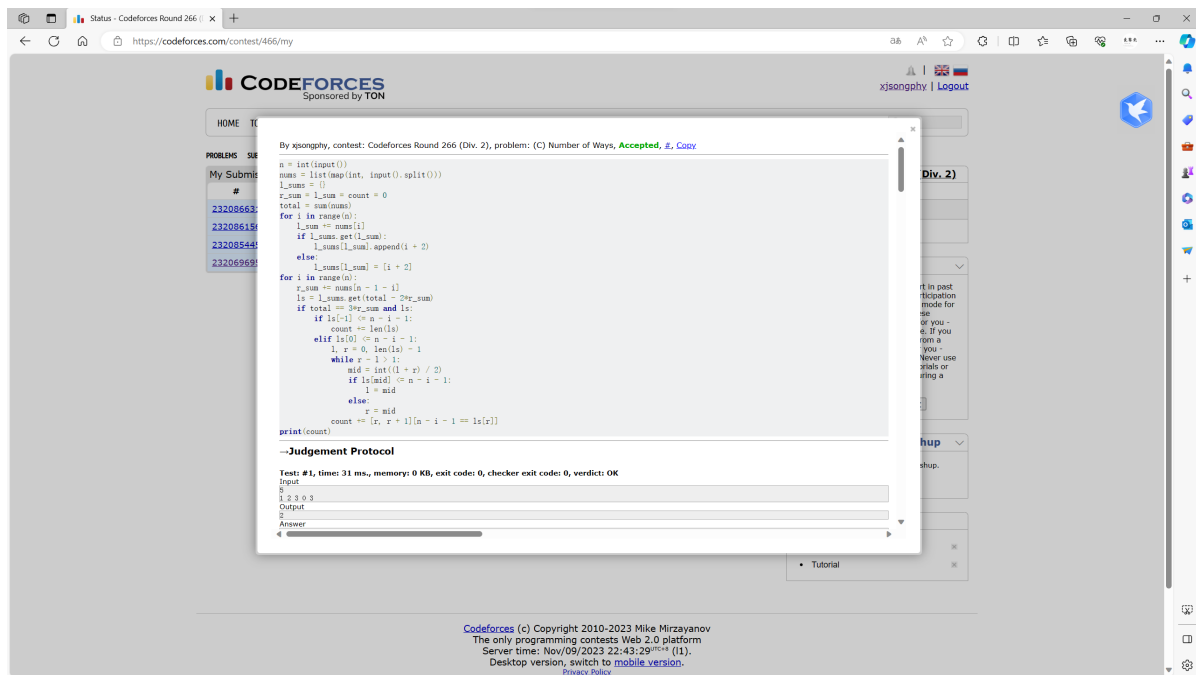 Status - Codeforces Round 266 (
https://codeforces.com/contest/466/my
CODEFORCES
Sponsored by TON
xjsongphy | Logout
HOME
PROBLEMS
My Submis
#
23208663
23208615
23208544
23206969
Div. 2)
By xjsongphy, contest: Codeforces Round 266 (Div. 2), problem: (C) Number of Ways, Accepted, #, Copy
n = int(input())
nums = list(map(int, input().split()))
l_sums = {}
r_sum = l_sum = count = 0
total = sum(nums)
for i in range(n):
    l_sum += nums[i]
    if l_sums.get(l_sum):
        l_sums[l_sum].append(i + 2)
    else:
        l_sums[l_sum] = [i + 2]
for i in range(n):
    r_sum += nums[n - 1 - i]
    ls = l_sums.get(total - 2*r_sum)
    if total == 3*r_sum and ls:
        if ls[-1] <= n - i - 1:
            count += len(ls)
        elif ls[0] <= n - i - 1:
            l, r = 0, len(ls) - 1
            while r - l > 1:
                mid = int((l + r) / 2)
                if ls[mid] <= n - i - 1:
                    l = mid
                else:
                    r = mid
            count += [r, r + 1][n - i - 1 == ls[r]]
print(count)
→Judgement Protocol
Test: #1, time: 31 ms., memory: 0 KB, exit code: 0, checker exit code: 0, verdict: OK
Input
5
1 2 3 0 3
Output
2
Answer
Tutorial
Codeforces (c) Copyright 2010-2023 Mike Mirzayanov
The only programming contests Web 2.0 platform
Server time: Nov/09/2023 22:43:29UTC+8 (l1).
Desktop version, switch to mobile version.
Privacy Policy